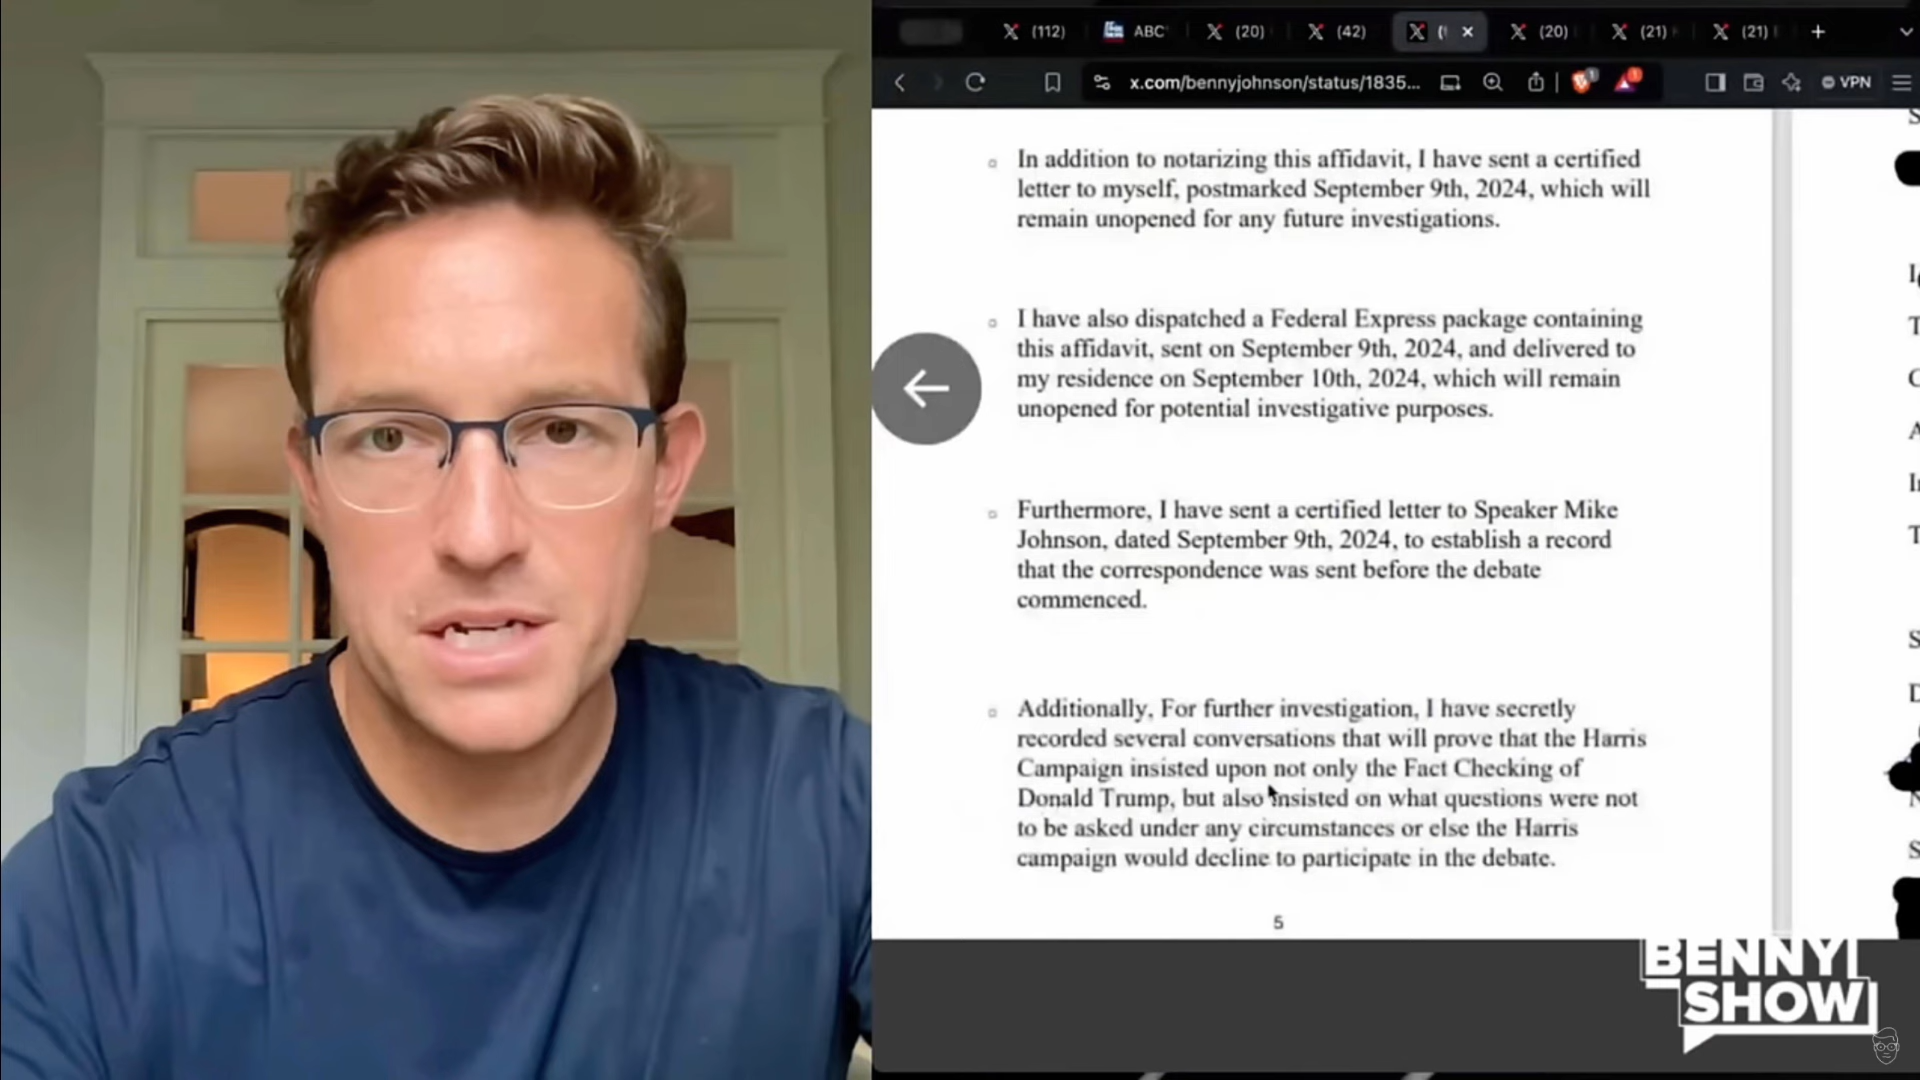 (112)
ABC
(20)
(42)
(20)
(21)
(21)
x.com/bennyjohnson/status/1835...
VPN
In addition to notarizing this affidavit, I have sent a certified
letter to myself, postmarked September 9th, 2024, which will
remain unopened for any future investigations.
I have also dispatched a Federal Express package containing
this affidavit, sent on September 9th, 2024, and delivered to
my residence on September 10th, 2024, which will remain
unopened for potential investigative purposes.
Furthermore, I have sent a certified letter to Speaker Mike
Johnson, dated September 9th, 2024, to establish a record
that the correspondence was sent before the debate
commenced.
Additionally, For further investigation, I have secretly
recorded several conversations that will prove that the Harris
Campaign insisted upon not only the Fact Checking of
Donald Trump, but also insisted on what questions were not
to be asked under any circumstances or else the Harris
campaign would decline to participate in the debate.
5
BENNY
SHOW